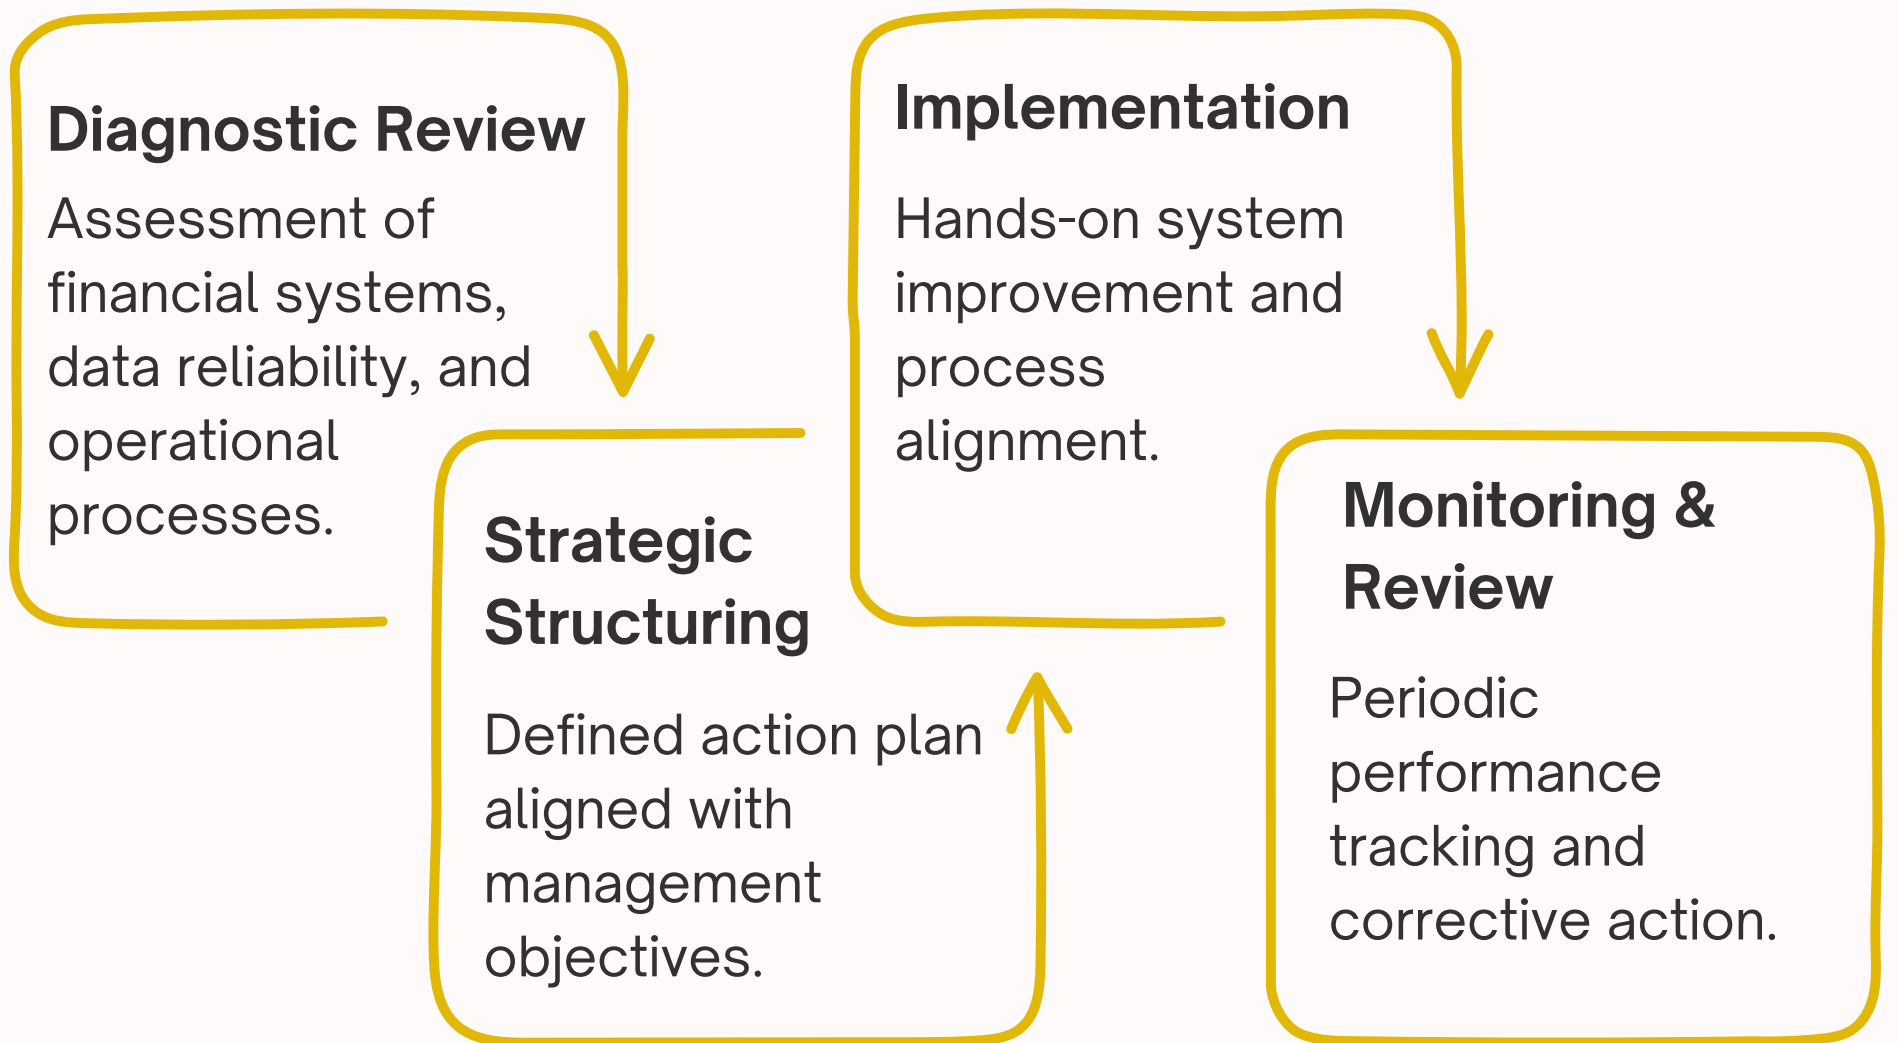 Diagnostic Review
Assessment of
financial systems,
data reliability, and
operational
processes.
Strategic
Structuring
Defined action plan
aligned with
management
objectives.
Implementation
Hands-on system
improvement and
process
alignment.
Monitoring &
Review
Periodic
performance
tracking and
corrective action.